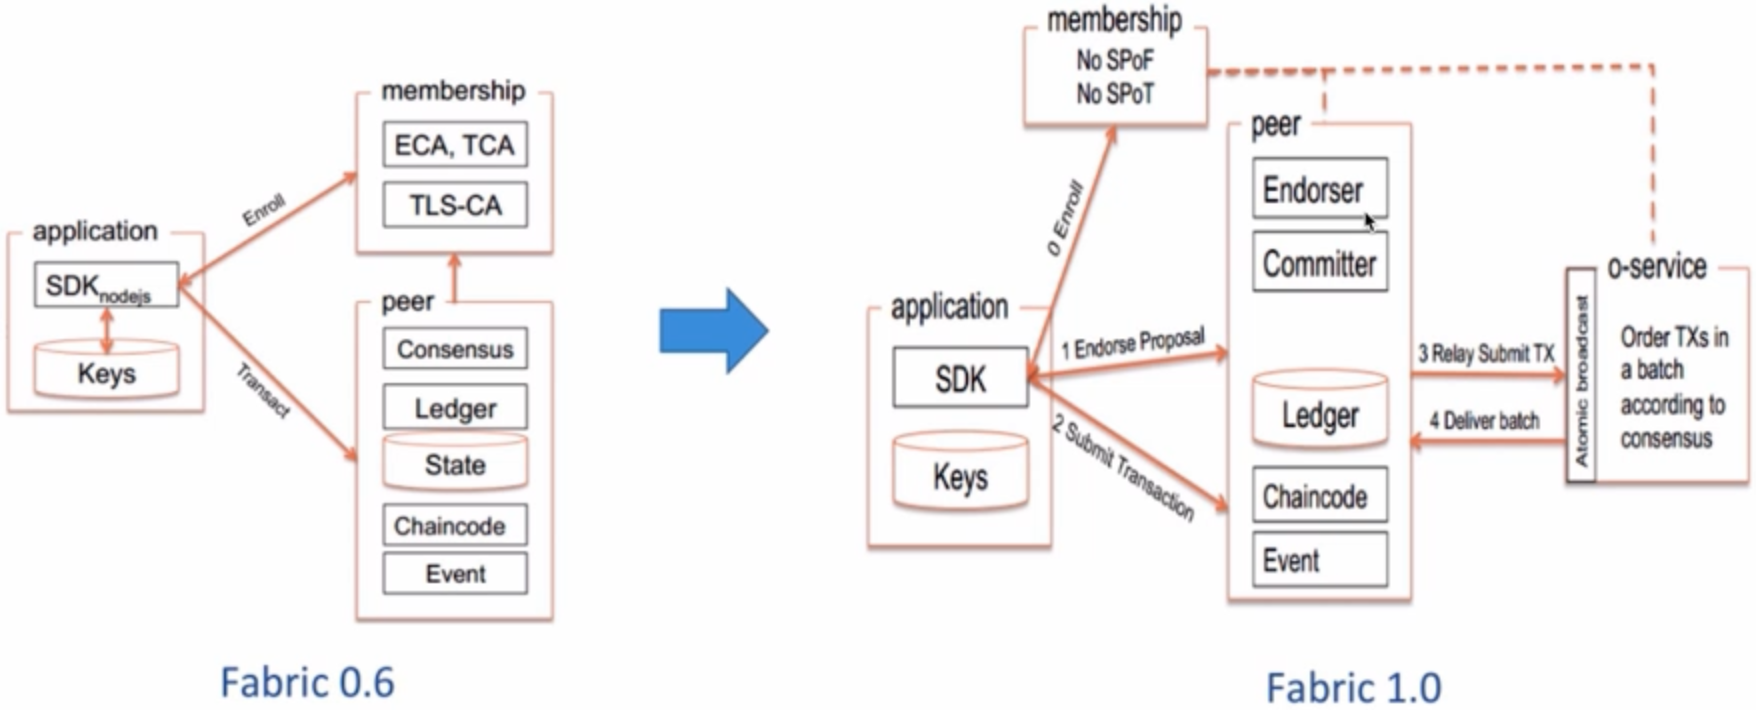 membership
ECA, TCA
TLS-CA
Enroll
application
SDKnodejs
Keys
Transact
peer
Consensus
Ledger
State
Chaincode
Event
Fabric 0.6
membership
No SPoF
No SPoT
0 Enroll
application
SDK
Keys
1 Endorse Proposal
2 Submit Transaction
peer
Endorser
Committer
Ledger
Chaincode
Event
3 Relay Submit TX
4 Deliver batch
Atomic broadcast
o-service
Order TXs in
a batch
according to
consensus
Fabric 1.0